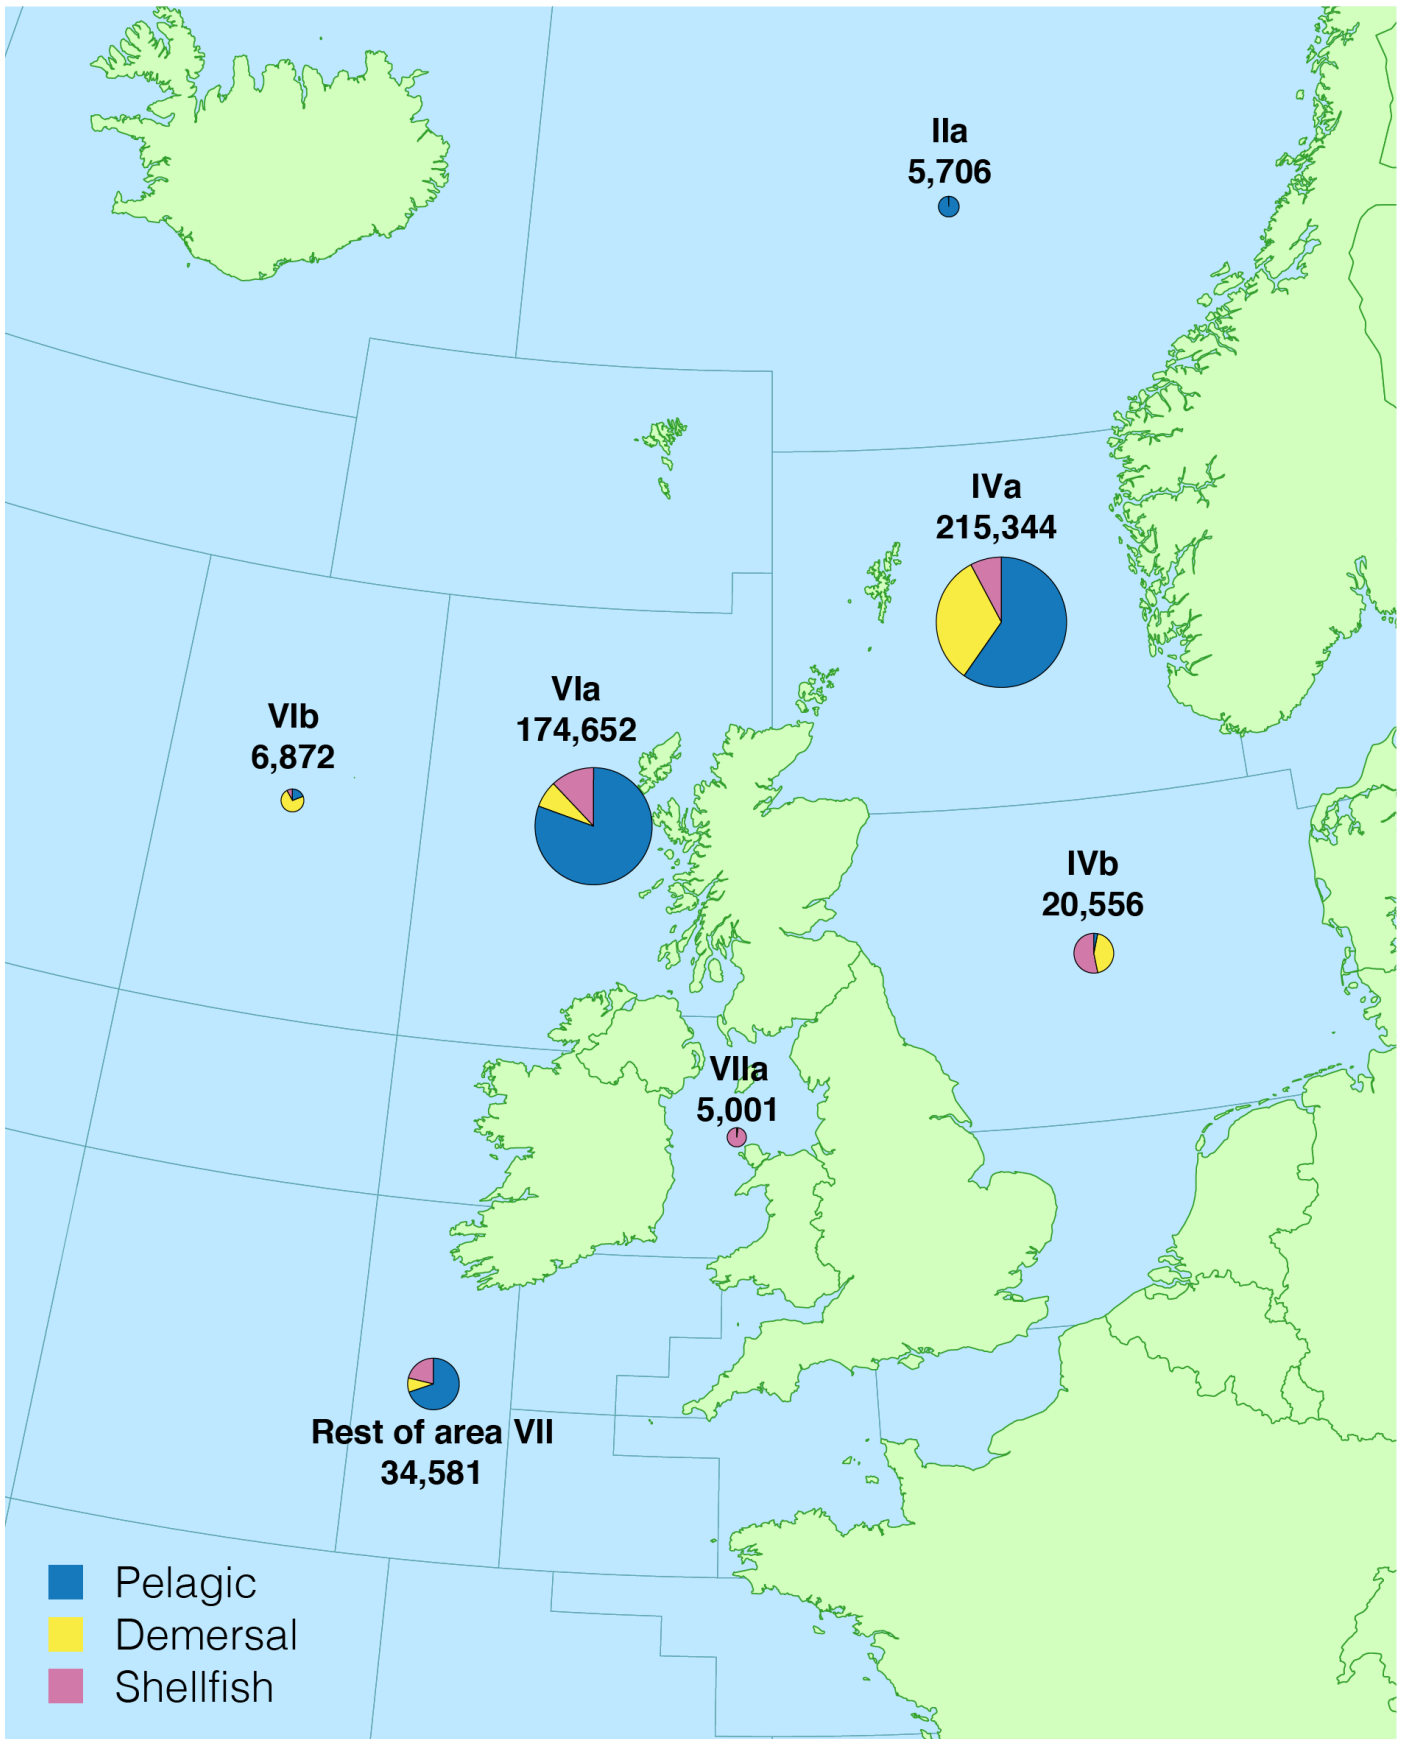 IIa
5,706
IVa
215,344
VIa
174,652
VIb
6,872
IVb
20,556
VIIa
5,001
Rest of area VII
34,581
Pelagic
Demersal
Shellfish